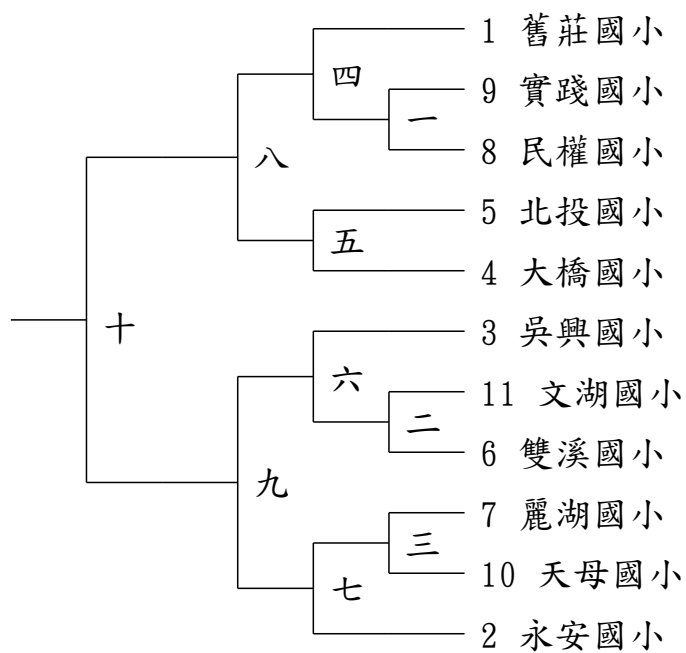 1 舊莊國小
四
9 實踐國小
一
8 民權國小
八
5 北投國小
五
4 大橋國小
十
3 吳興國小
六
11 文湖國小
二
6 雙溪國小
九
7 麗湖國小
三
10 天母國小
七
2 永安國小